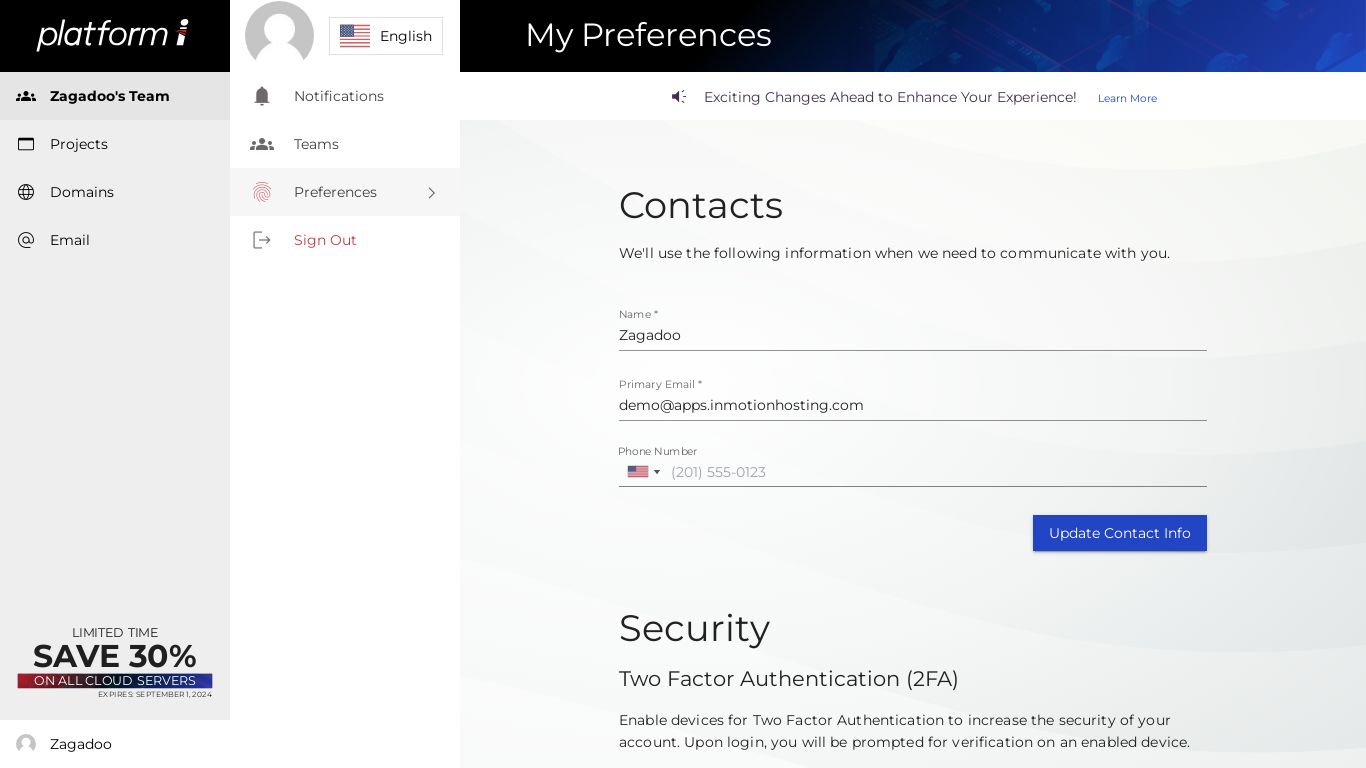 platform i
Zagadoo's Team
Projects
Domains
Email
LIMITED TIME
SAVE 30%
ON ALL CLOUD SERVERS
EXPIRES: SEPTEMBER 1, 2024
Zagadoo
English
Notifications
Teams
Preferences
Sign Out
My Preferences
Exciting Changes Ahead to Enhance Your Experience! Learn More
Contacts
We'll use the following information when we need to communicate with you.
Name *
Zagadoo
Primary Email *
demo@apps.inmotionhosting.com
Phone Number
(201) 555-0123
Update Contact Info
Security
Two Factor Authentication (2FA)
Enable devices for Two Factor Authentication to increase the security of your
account. Upon login, you will be prompted for verification on an enabled device.